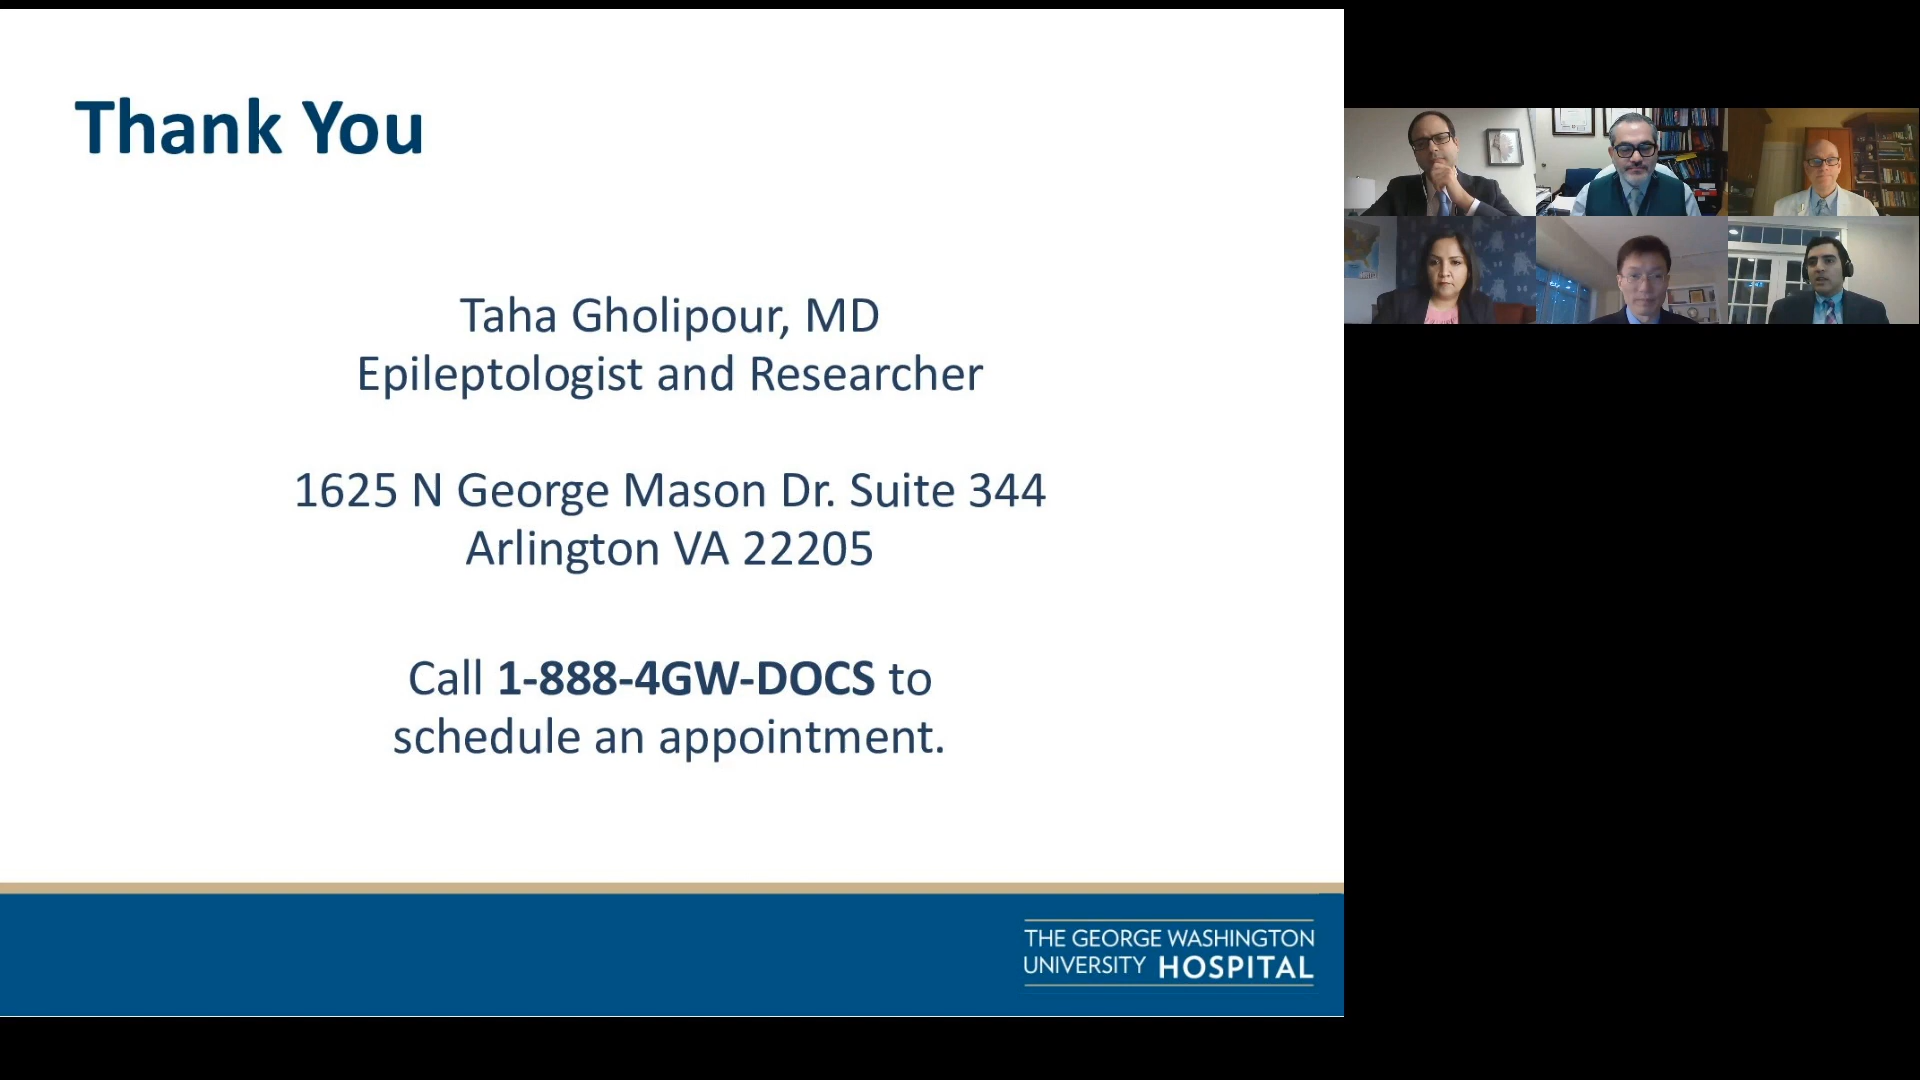 Thank You
Taha Gholipour, MD
Epileptologist and Researcher
1625 N George Mason Dr. Suite 344
Arlington VA 22205
Call 1-888-4GW-DOCS to
schedule an appointment.
THE GEORGE WASHINGTON
UNIVERSITY HOSPITAL